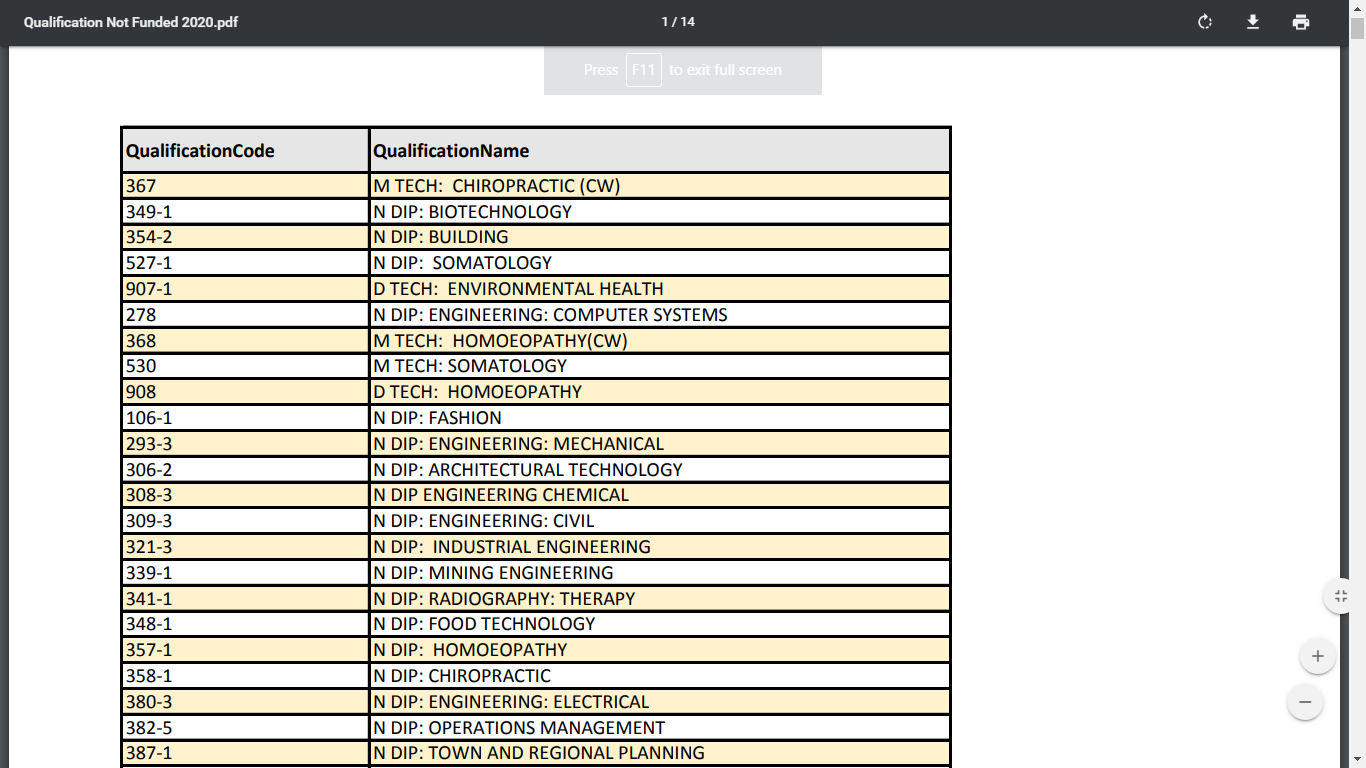 Qualification Not Funded 2020.pdf 1 / 14
Press F11 to exit full screen
QualificationCode QualificationName
367 M TECH:  CHIROPRACTIC (CW)
349-1 N DIP: BIOTECHNOLOGY
354-2 N DIP: BUILDING
527-1 N DIP:  SOMATOLOGY
907-1 D TECH:  ENVIRONMENTAL HEALTH
278 N DIP: ENGINEERING: COMPUTER SYSTEMS
368 M TECH:  HOMOEOPATHY(CW)
530 M TECH: SOMATOLOGY
908 D TECH:  HOMOEOPATHY
106-1 N DIP: FASHION
293-3 N DIP: ENGINEERING: MECHANICAL
306-2 N DIP: ARCHITECTURAL TECHNOLOGY
308-3 N DIP ENGINEERING CHEMICAL
309-3 N DIP: ENGINEERING: CIVIL
321-3 N DIP:  INDUSTRIAL ENGINEERING
339-1 N DIP: MINING ENGINEERING
341-1 N DIP: RADIOGRAPHY: THERAPY
348-1 N DIP: FOOD TECHNOLOGY
357-1 N DIP:  HOMOEOPATHY
358-1 N DIP: CHIROPRACTIC
380-3 N DIP: ENGINEERING: ELECTRICAL
382-5 N DIP: OPERATIONS MANAGEMENT
387-1 N DIP: TOWN AND REGIONAL PLANNING